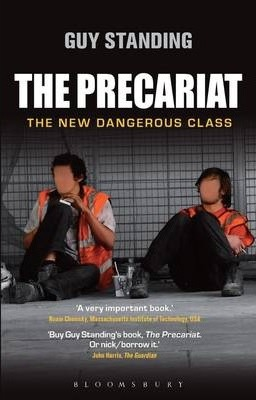 GUY STANDING
THE PRECARIAT
THE NEW DANGEROUS CLASS
'A very important book.'
Noam Chomsky, Massachusetts Institute of Technology, USA
'Buy Guy Standing's book, The Precariat.
Or nick/borrow it.'
John Harris, The Guardian
BLOOMSBURY